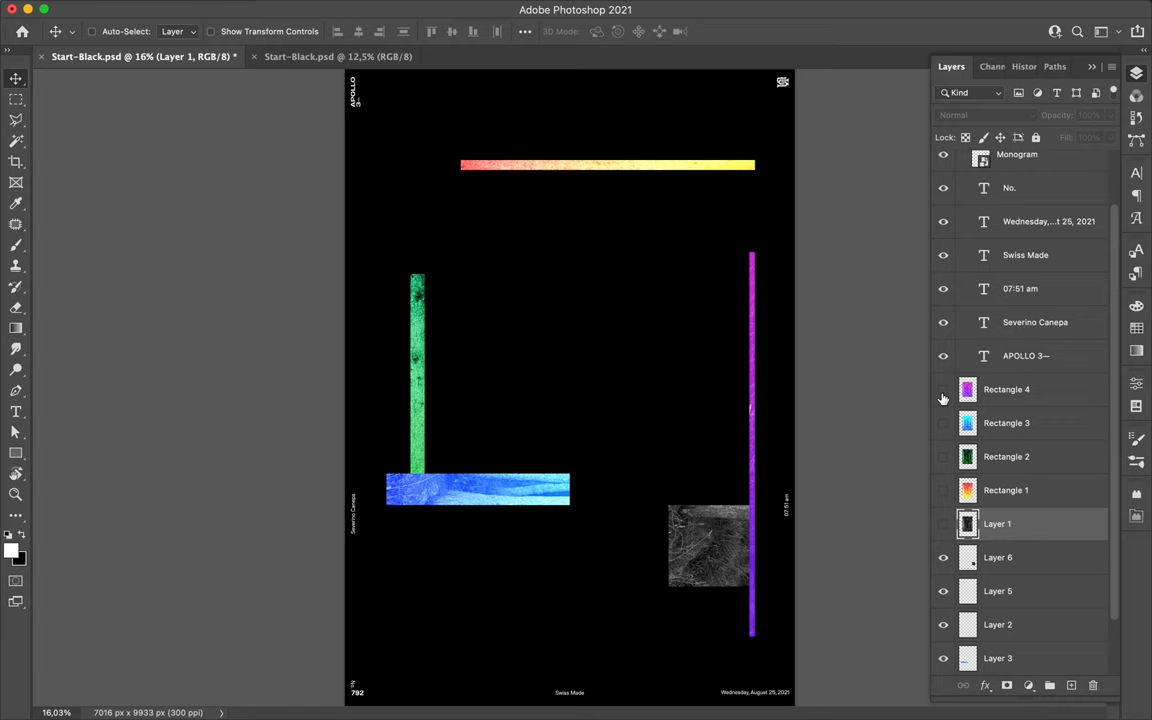 Adobe Photoshop 2021
Auto-Select:
Layer
Show Transform Controls
3D Mode:
Start-Black.psd @ 16% (Layer 1, RGB/8) *
Start-Black.psd @ 12,5% (RGB/8)
Layers
Chann
Histor
Paths
Kind
Normal
Opacity:
100%
Lock:
Fill:
100%
Monogram
No.
Wednesday,...t 25, 2021
Swiss Made
07:51 am
Severino Canepa
APOLLO 3—
Rectangle 4
Rectangle 3
Rectangle 2
Rectangle 1
Layer 1
Layer 6
Layer 5
Layer 2
Layer 3
APOLLO
3—
Severino Canepa
07:51 am
792
Swiss Made
Wednesday, August 25, 2021
16,03%
7016 px x 9933 px (300 ppi)